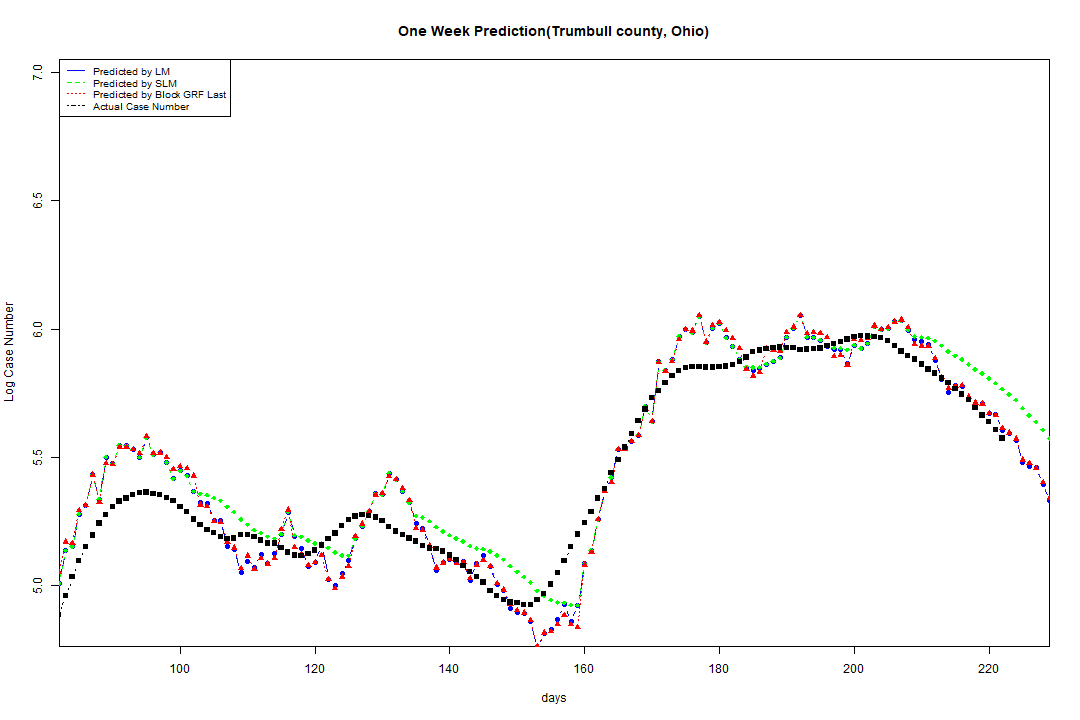 One Week Prediction(Trumbull county, Ohio)
Predicted by LM
Predicted by SLM
Predicted by Block GRF Last
Actual Case Number
7.0
6.5
6.0
5.5
5.0
Log Case Number
100 120 140 160 180 200 220
days